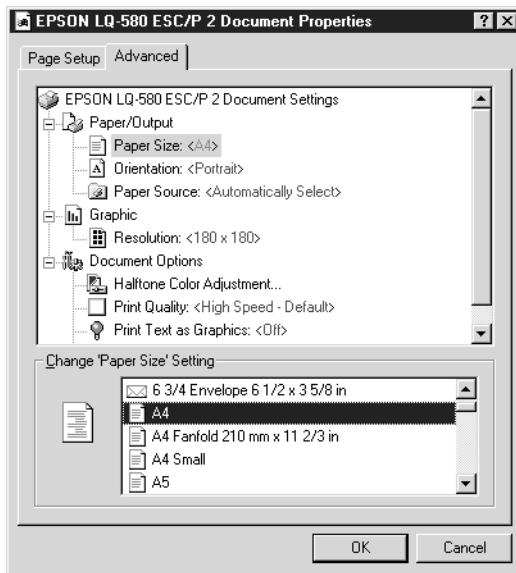 EPSON LQ-580 ESC/P 2 Document Properties
Page Setup
Advanced
EPSON LQ-580 ESC/P 2 Document Settings
Paper/Output
Paper Size: <A4>
Orientation: <Portrait>
Paper Source: <Automatically Select>
Graphic
Resolution: <180 x 180>
Document Options
Halftone Color Adjustment...
Print Quality: <High Speed - Default>
Print Text as Graphics: <Off>
Change 'Paper Size' Setting
6 3/4 Envelope 6 1/2 x 3 5/8 in
A4
A4 Fanfold 210 mm x 11 2/3 in
A4 Small
A5
OK
Cancel